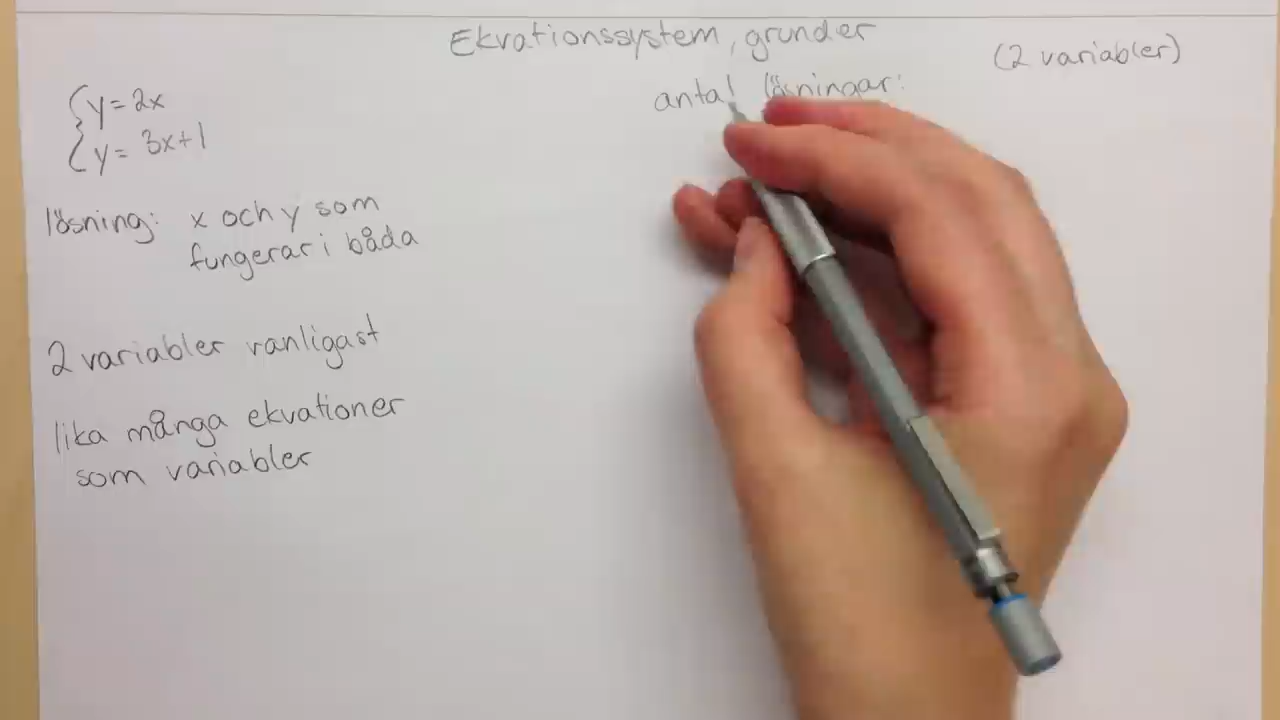 Ekvationssystem, grunder
(2 variabler)
antal lösningar:
y = 2x
y = 3x+1
lösning: x och y som
fungerar i båda
2 variabler vanligast
lika många ekvationer
som variabler